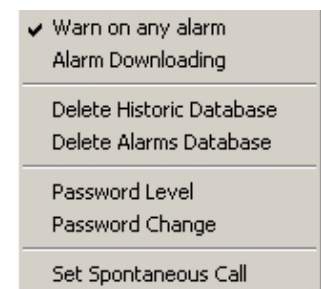 Warn on any alarm
Alarm Downloading
Delete Historic Database
Delete Alarms Database
Password Level
Password Change
Set Spontaneous Call